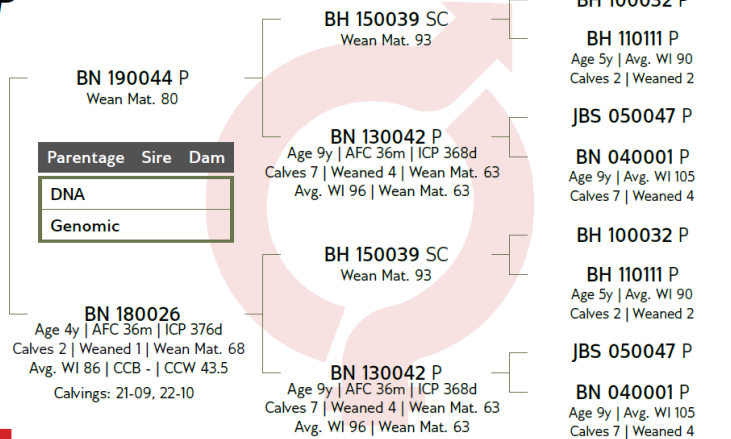 BH 100032 P
BH 150039 SC
Wean Mat. 93
BH 110111 P
Age 5y | Avg. WI 90
Calves 2 | Weaned 2
BN 190044 P
Wean Mat. 80
JBS 050047 P
BN 130042 P
Age 9y | AFC 36m | ICP 368d
Calves 7 | Weaned 4 | Wean Mat. 63
Avg. WI 96 | Wean Mat. 63
BN 040001 P
Age 9y | Avg. WI 105
Calves 7 | Weaned 4
Parentage Sire Dam
DNA
Genomic
BH 100032 P
BH 150039 SC
Wean Mat. 93
BH 110111 P
Age 5y | Avg. WI 90
Calves 2 | Weaned 2
BN 180026
Age 4y | AFC 36m | ICP 376d
Calves 2 | Weaned 1 | Wean Mat. 68
Avg. WI 86 | CCB - | CCW 43.5
Calvings: 21-09, 22-10
JBS 050047 P
BN 130042 P
Age 9y | AFC 36m | ICP 368d
Calves 7 | Weaned 4 | Wean Mat. 63
Avg. WI 96 | Wean Mat. 63
BN 040001 P
Age 9y | Avg. WI 105
Calves 7 | Weaned 4